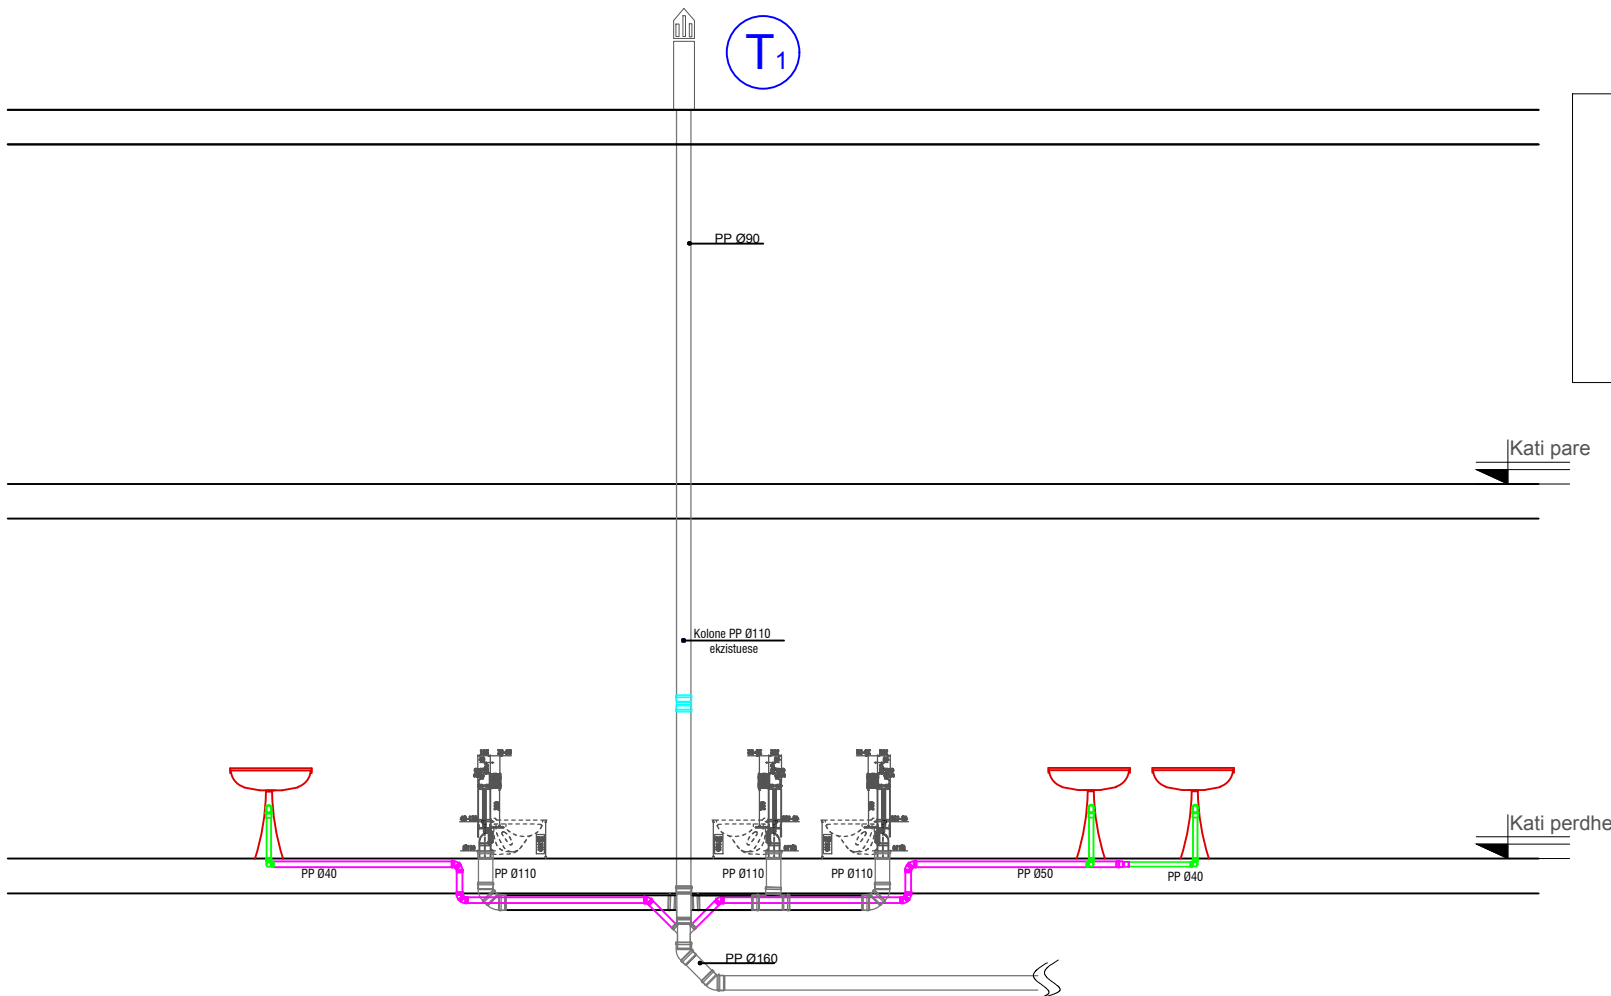 T1
PP Ø90
Kati pare
Kolone PP Ø110
ekzistuese
Kati perdhe
PP Ø40
PP Ø110
PP Ø110
PP Ø110
PP Ø50
PP Ø40
PP Ø160